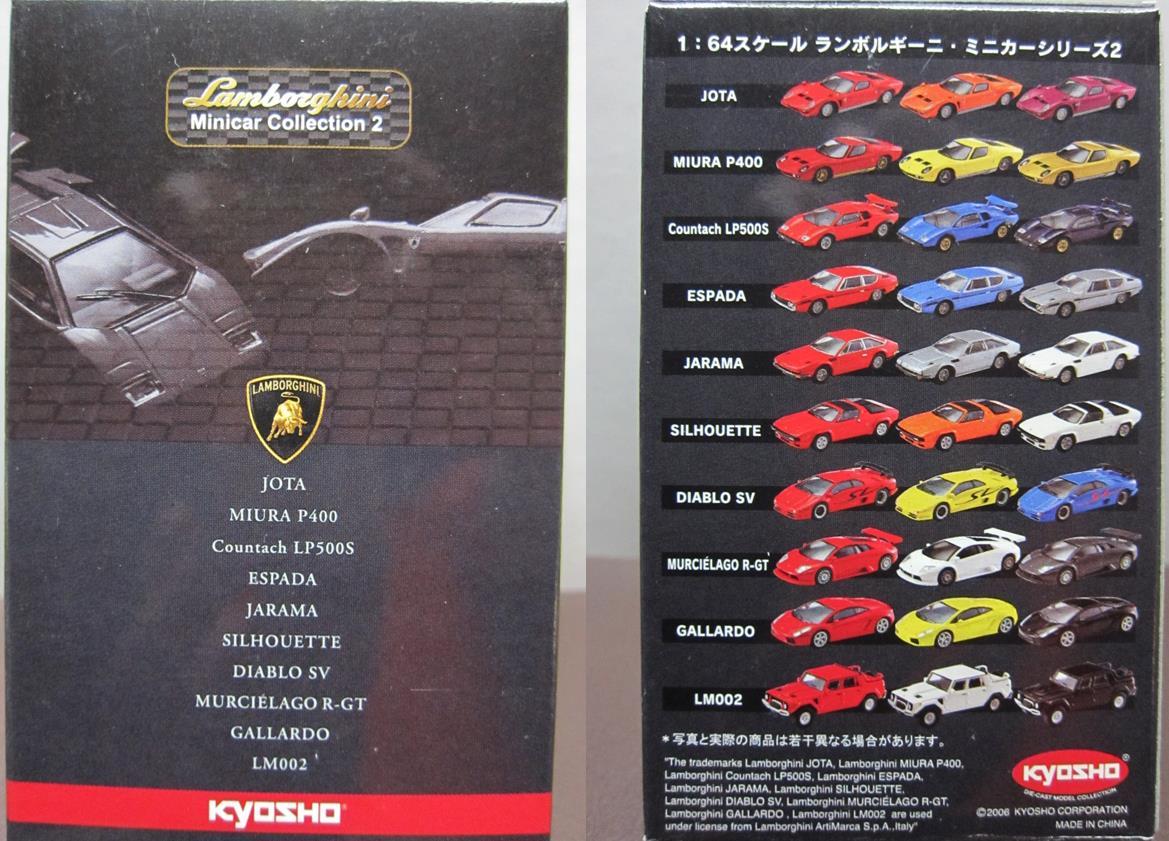 Lamborghini
Minicar Collection 2
LAMBORGHINI
JOTA
MIURA P400
Countach LP500S
ESPADA
JARAMA
SILHOUETTE
DIABLO SV
MURCIÉLAGO R-GT
GALLARDO
LM002
KYOSHO®
1：64スケール ランボルギーニ・ミニカーシリーズ2
JOTA
MIURA P400
Countach LP500S
ESPADA
JARAMA
SILHOUETTE
DIABLO SV
MURCIÉLAGO R-GT
GALLARDO
LM002
＊写真と実際の商品は若干異なる場合があります。
"The trademarks Lamborghini JOTA, Lamborghini MIURA P400,
Lamborghini Countach LP500S, Lamborghini ESPADA,
Lamborghini JARAMA, Lamborghini SILHOUETTE,
Lamborghini DIABLO SV, Lamborghini MURCIÉLAGO R-GT,
Lamborghini GALLARDO , Lamborghini LM002 are used
under license from Lamborghini ArtiMarca S.p.A.,Italy"
KYOSHO®
DIE-CAST MODEL COLLECTION
©2006 KYOSHO CORPORATION
MADE IN CHINA